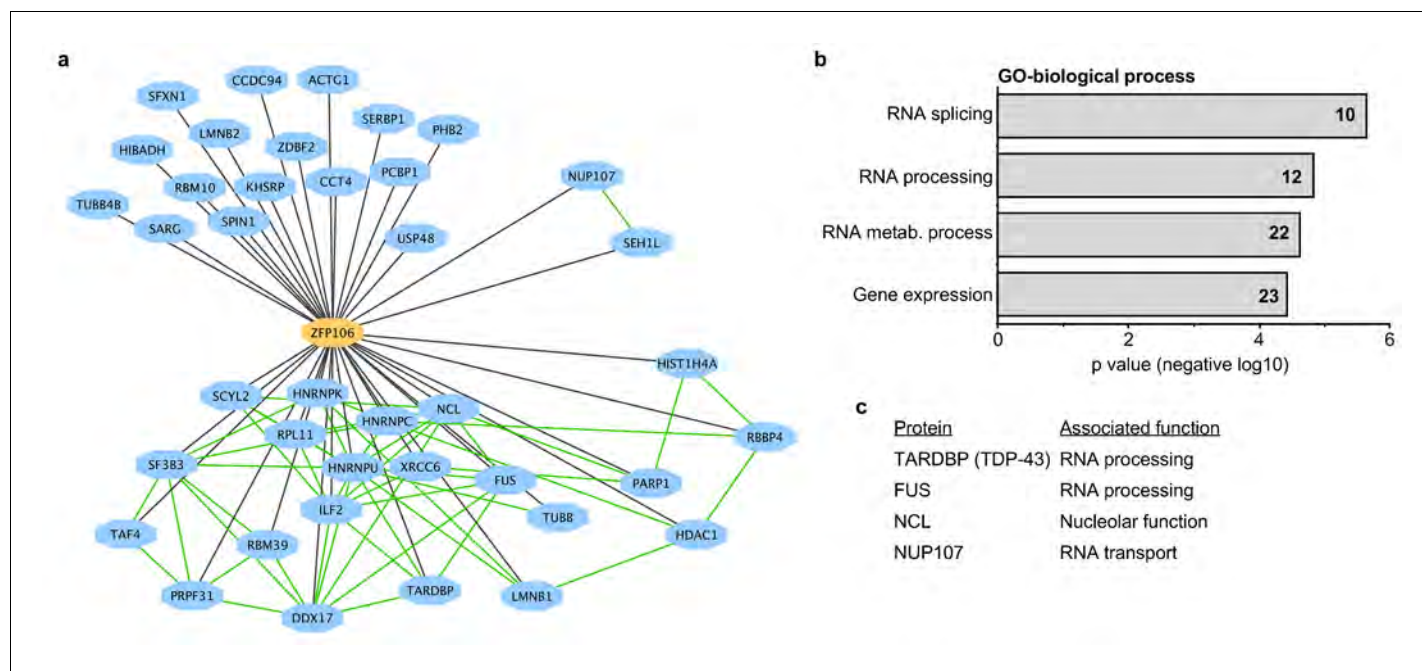 a
CCDC94
ACTG1
SFXN1
SERBP1
LMNB2
ZDBF2
PHB2
HIBADH
RBM10
KHSRP
CCT4
PCBP1
NUP107
TUBB4B
SARG
SPIN1
USP48
SEH1L
ZFP106
HIST1H4A
SCYL2
HNRNPK
HNRNPC
NCL
RPL11
RBBP4
SF3B3
HNRNPU
XRCC6
FUS
PARP1
ILF2
TUBB
TAF4
RBM39
HDAC1
PRPF31
TARDBP
LMNB1
DDX17
b
GO-biological process
RNA splicing
10
RNA processing
12
RNA metab. process
22
Gene expression
23
0 2 4 6
p value (negative log10)
c
Protein Associated function
TARDBP (TDP-43) RNA processing
FUS RNA processing
NCL Nucleolar function
NUP107 RNA transport